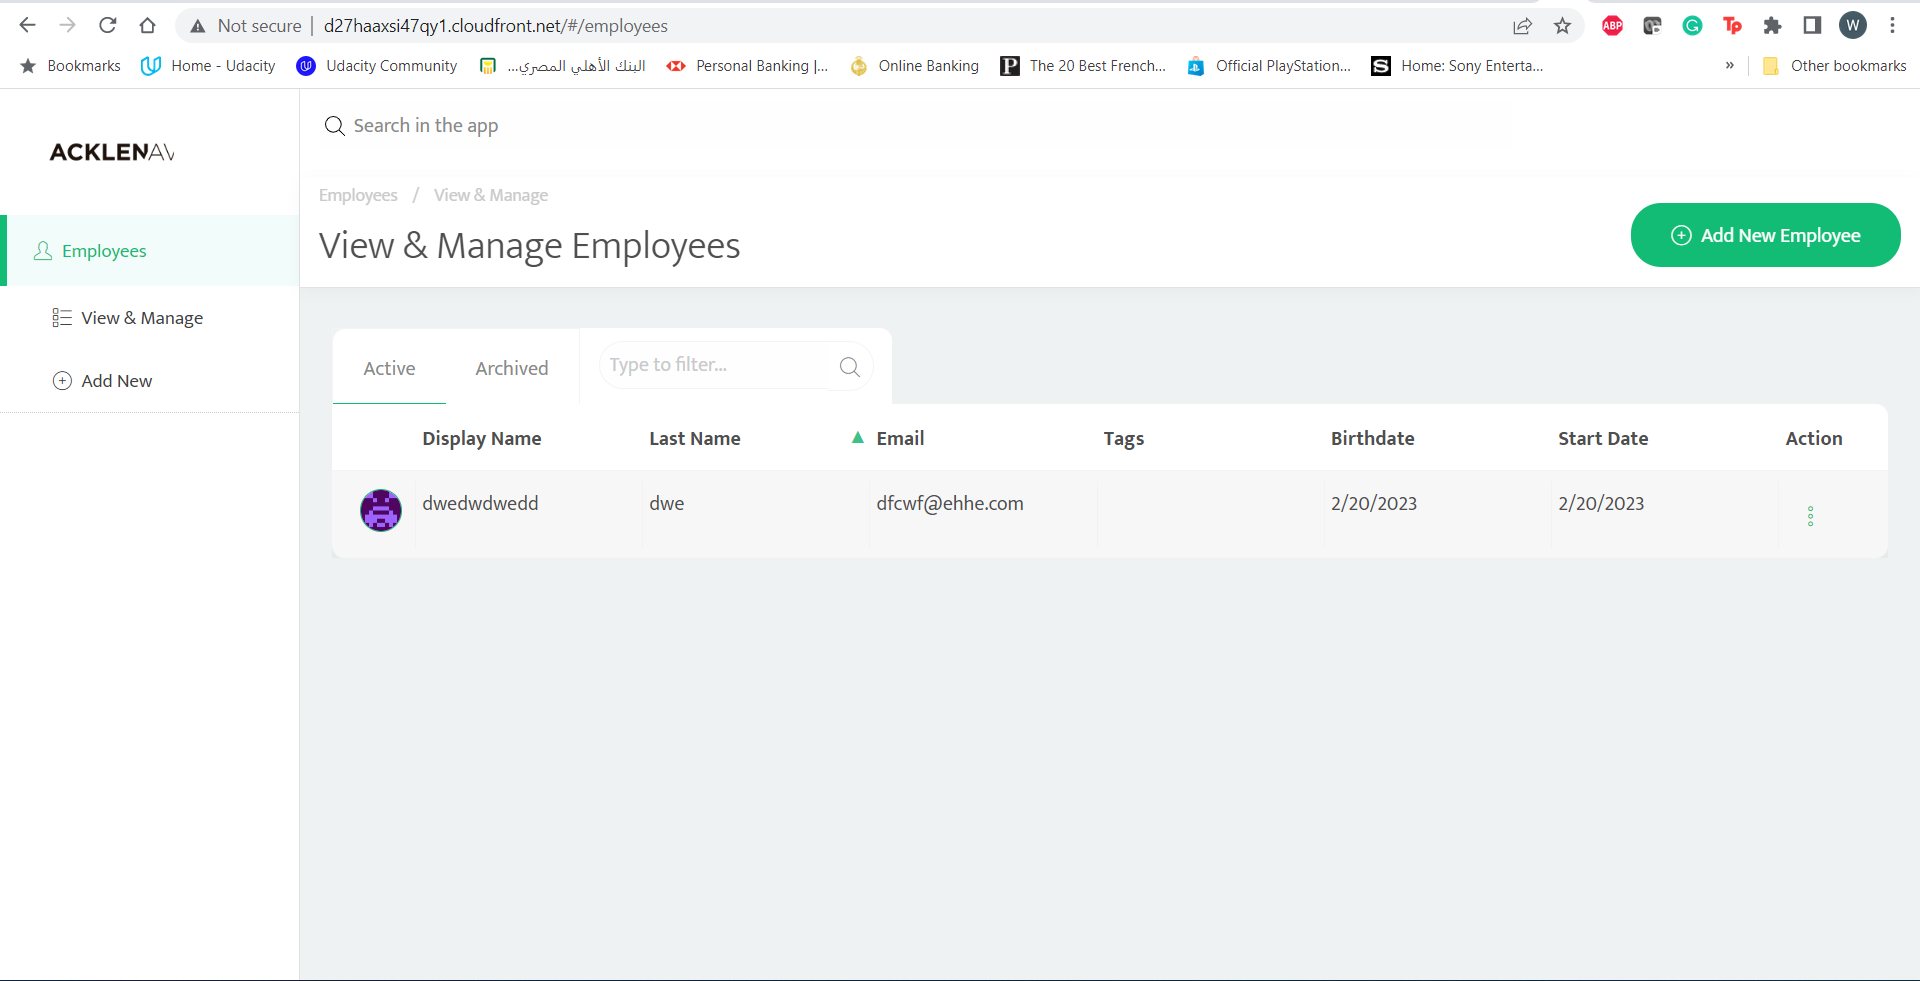 Not secure | d27haaxsi47qy1.cloudfront.net/#/employees
ABP
Tp
W
Bookmarks
Home - Udacity
Udacity Community
البنك الأهلي المصري...
Personal Banking |...
Online Banking
P
The 20 Best French...
Official PlayStation...
S
Home: Sony Enterta...
»
Other bookmarks
ACKLENAV
Search in the app
Employees / View & Manage
View & Manage Employees
Add New Employee
Employees
View & Manage
Add New
Active
Archived
Type to filter...
Display Name Last Name Email Tags Birthdate Start Date Action
dwedwdwedd dwe dfcwf@ehhe.com 2/20/2023 2/20/2023